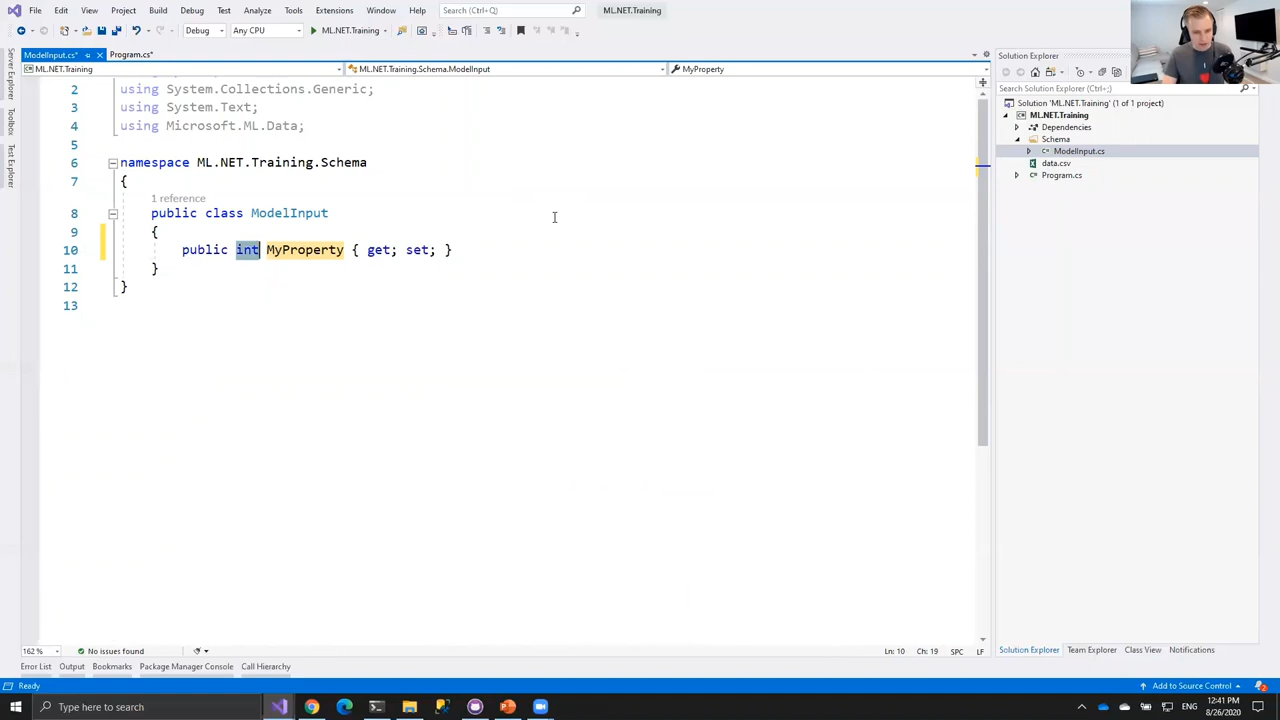 File Edit View Project Build Debug Test Analyze Tools Extensions Window Help Search (Ctrl+Q) ML.NET.Training
Debug Any CPU ML.NET.Training
ModelInput.cs* Program.cs*
ML.NET.Training ML.NET.Training.Schema.ModelInput MyProperty
Server Explorer
Toolbox
Test Explorer
2 using System.Collections.Generic;
3 using System.Text;
4 using Microsoft.ML.Data;
5
6 namespace ML.NET.Training.Schema
7 {
1 reference
8 public class ModelInput
9 {
10 public int MyProperty { get; set; }
11 }
12 }
13
Solution Explorer
Search Solution Explorer (Ctrl+;)
Solution 'ML.NET.Training' (1 of 1 project)
ML.NET.Training
Dependencies
Schema
ModelInput.cs
data.csv
Program.cs
162 % No issues found Ln: 10 Ch: 19 SPC LF
Solution Explorer Team Explorer Class View Notifications
Error List Output Bookmarks Package Manager Console Call Hierarchy
Ready Add to Source Control 2
Type here to search
12:41 PM
8/26/2020